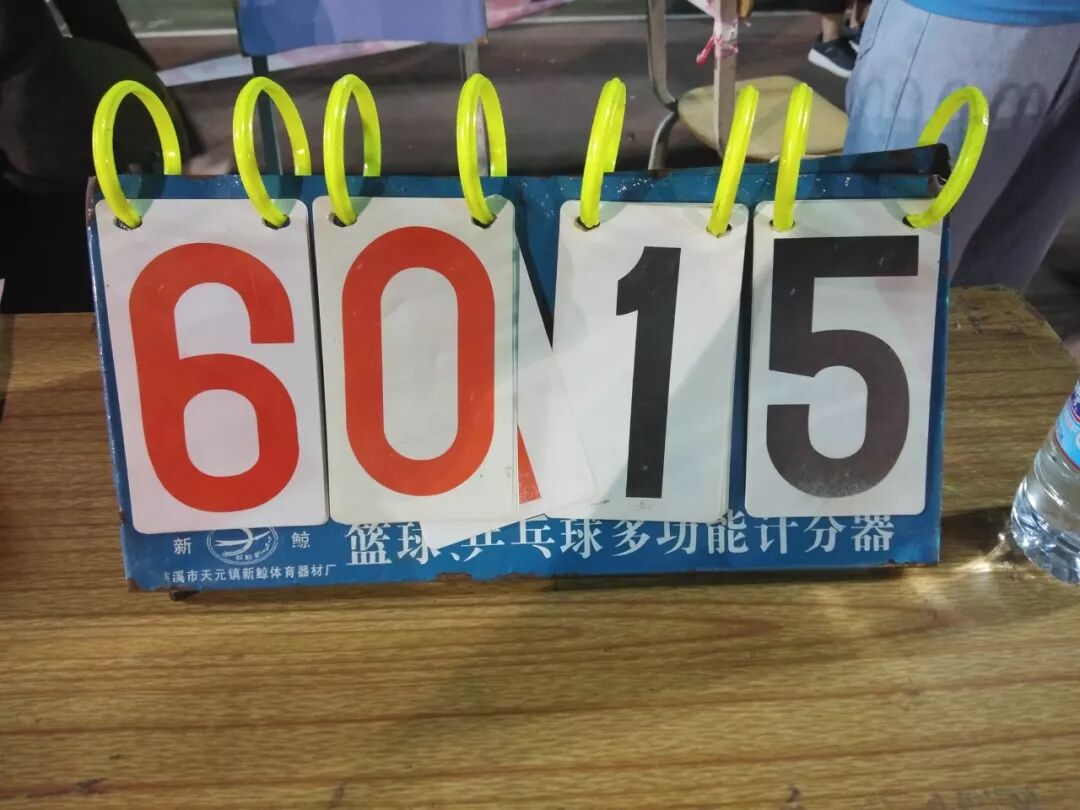 60 15
新 鲸 篮球、乒乓球多功能计分器
溪市天元镇新鲸体育器材厂